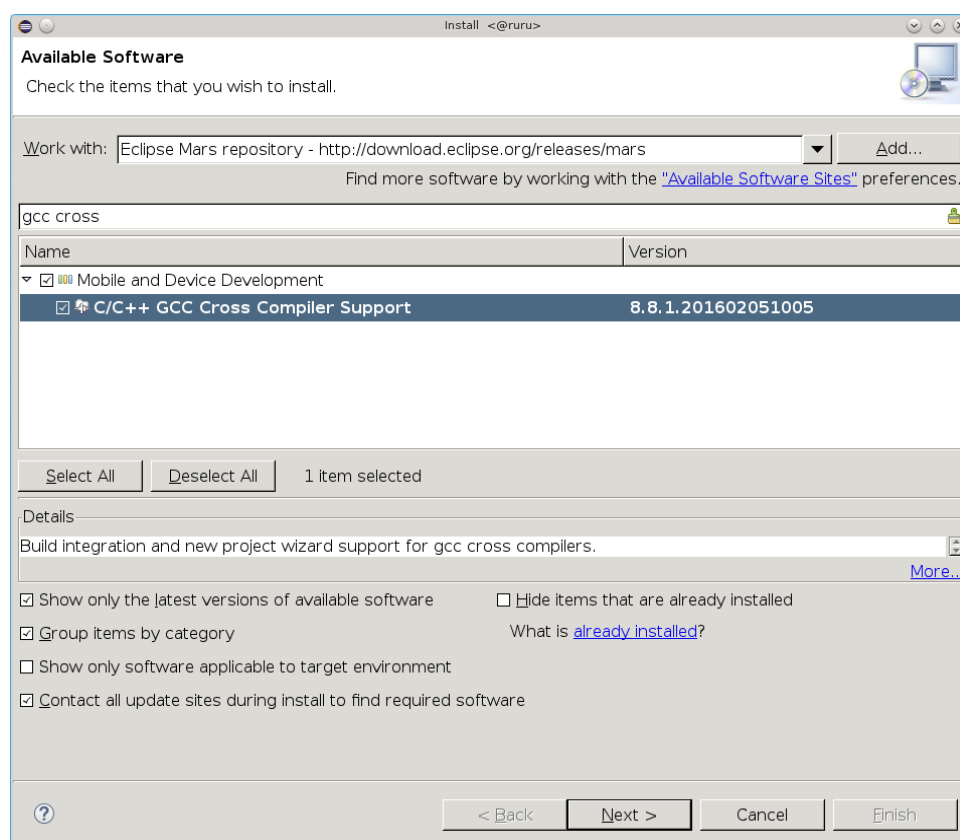 Install <@ruru>
Available Software
Check the items that you wish to install.
Work with: Eclipse Mars repository - http://download.eclipse.org/releases/mars Add...
Find more software by working with the "Available Software Sites" preferences.
gcc cross
Name Version
Mobile and Device Development
C/C++ GCC Cross Compiler Support 8.8.1.201602051005
Select All Deselect All 1 item selected
Details
Build integration and new project wizard support for gcc cross compilers.
More..
Show only the latest versions of available software Hide items that are already installed
Group items by category What is already installed?
Show only software applicable to target environment
Contact all update sites during install to find required software
? < Back Next > Cancel Finish